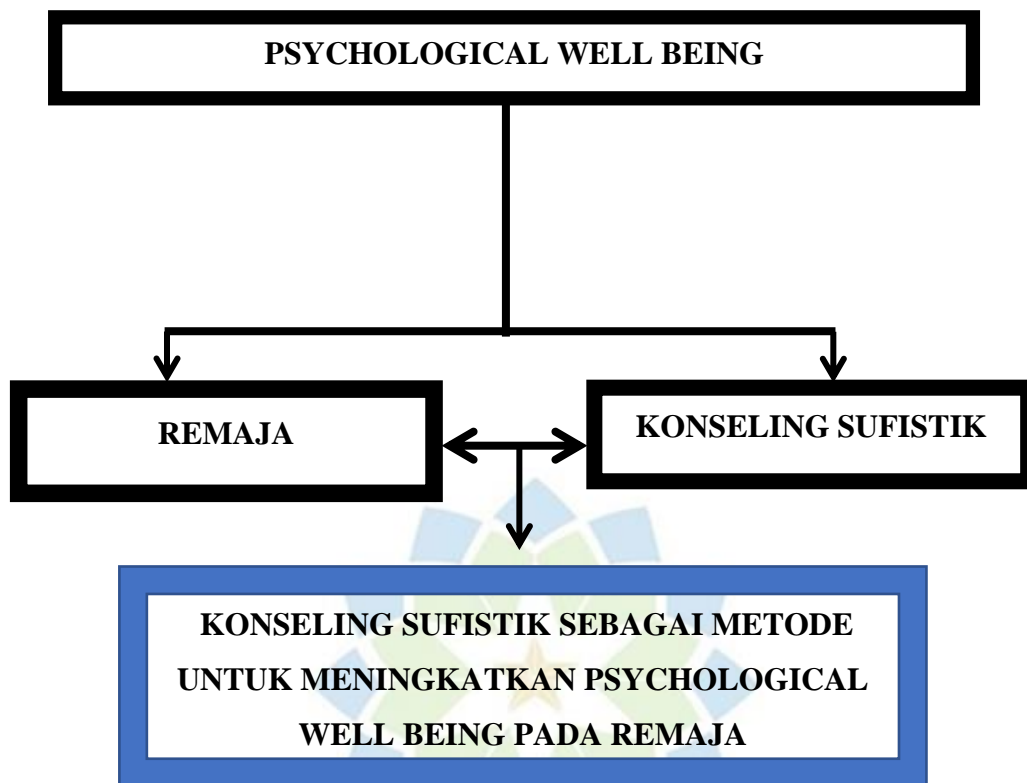 PSYCHOLOGICAL WELL BEING
REMAJA
KONSELING SUFISTIK
KONSELING SUFISTIK SEBAGAI METODE
UNTUK MENINGKATKAN PSYCHOLOGICAL
WELL BEING PADA REMAJA